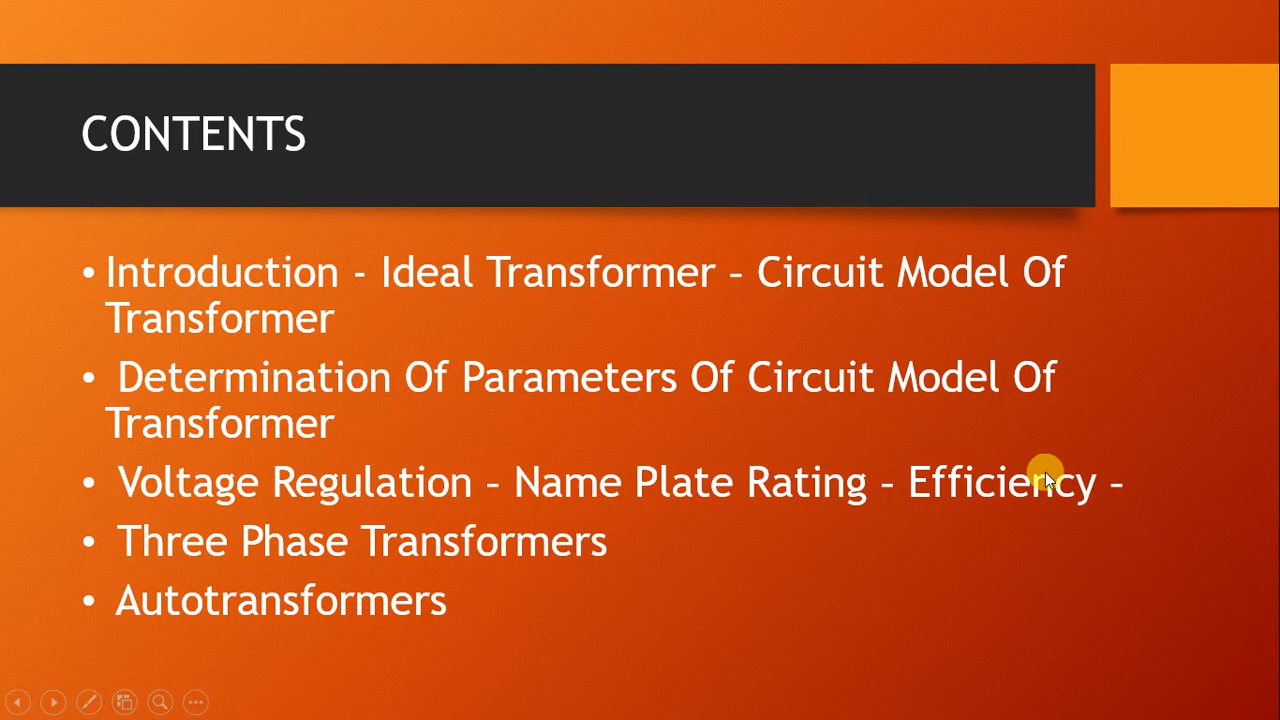 CONTENTS
• Introduction - Ideal Transformer – Circuit Model Of
Transformer
• Determination Of Parameters Of Circuit Model Of
Transformer
• Voltage Regulation – Name Plate Rating – Efficiency –
• Three Phase Transformers
• Autotransformers